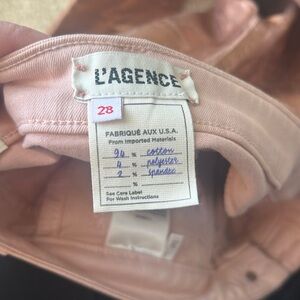 L'AGENCE
28
FABRIQUÉ AUX U.S.A.
From Imported Materials
94 % cotton
4 % polyester
2 % spandex
%
See Care Label
For Wash Instructions